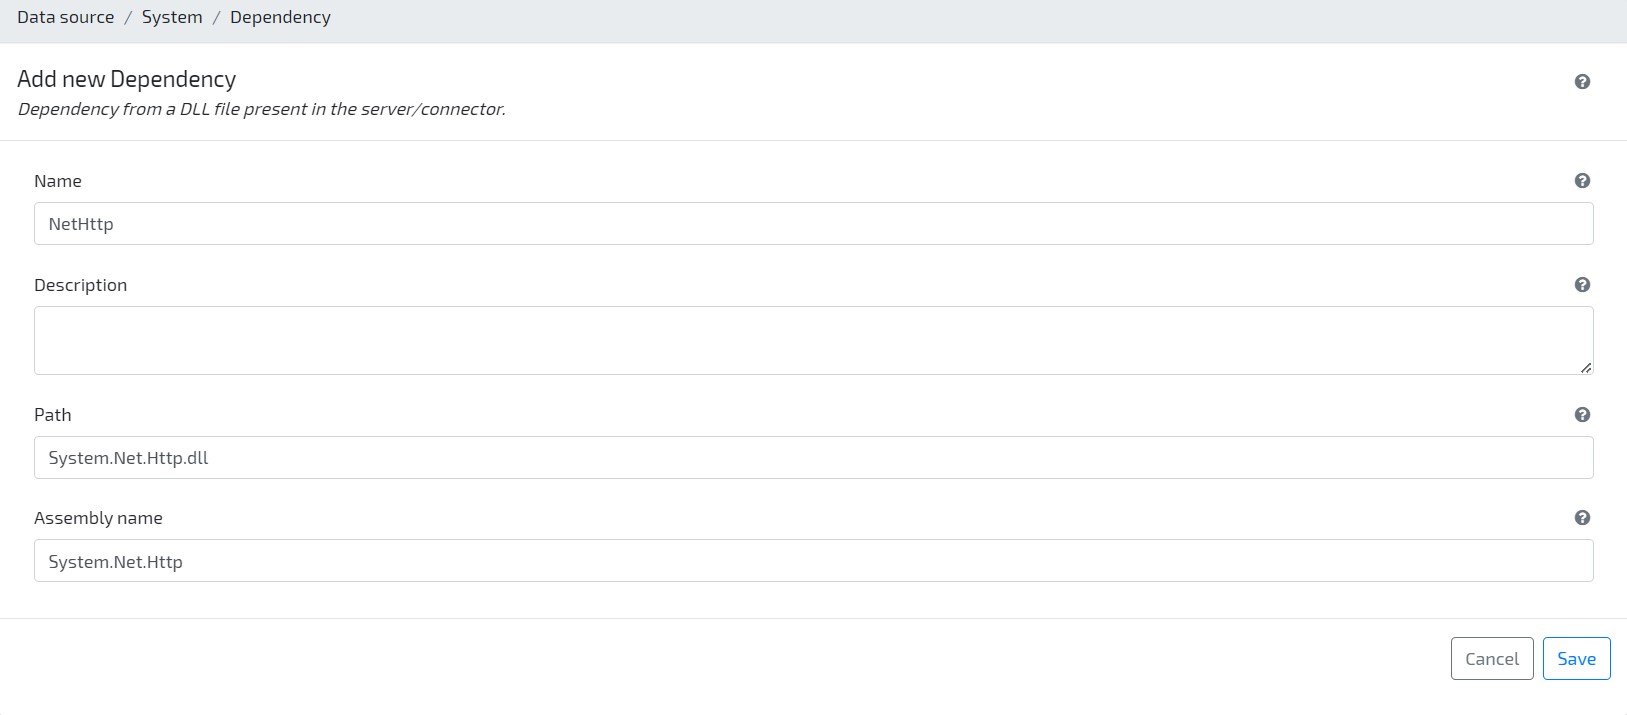 Data source / System / Dependency
Add new Dependency
Dependency from a DLL file present in the server/connector.
Name
NetHttp
Description
Path
System.Net.Http.dll
Assembly name
System.Net.Http
Cancel Save